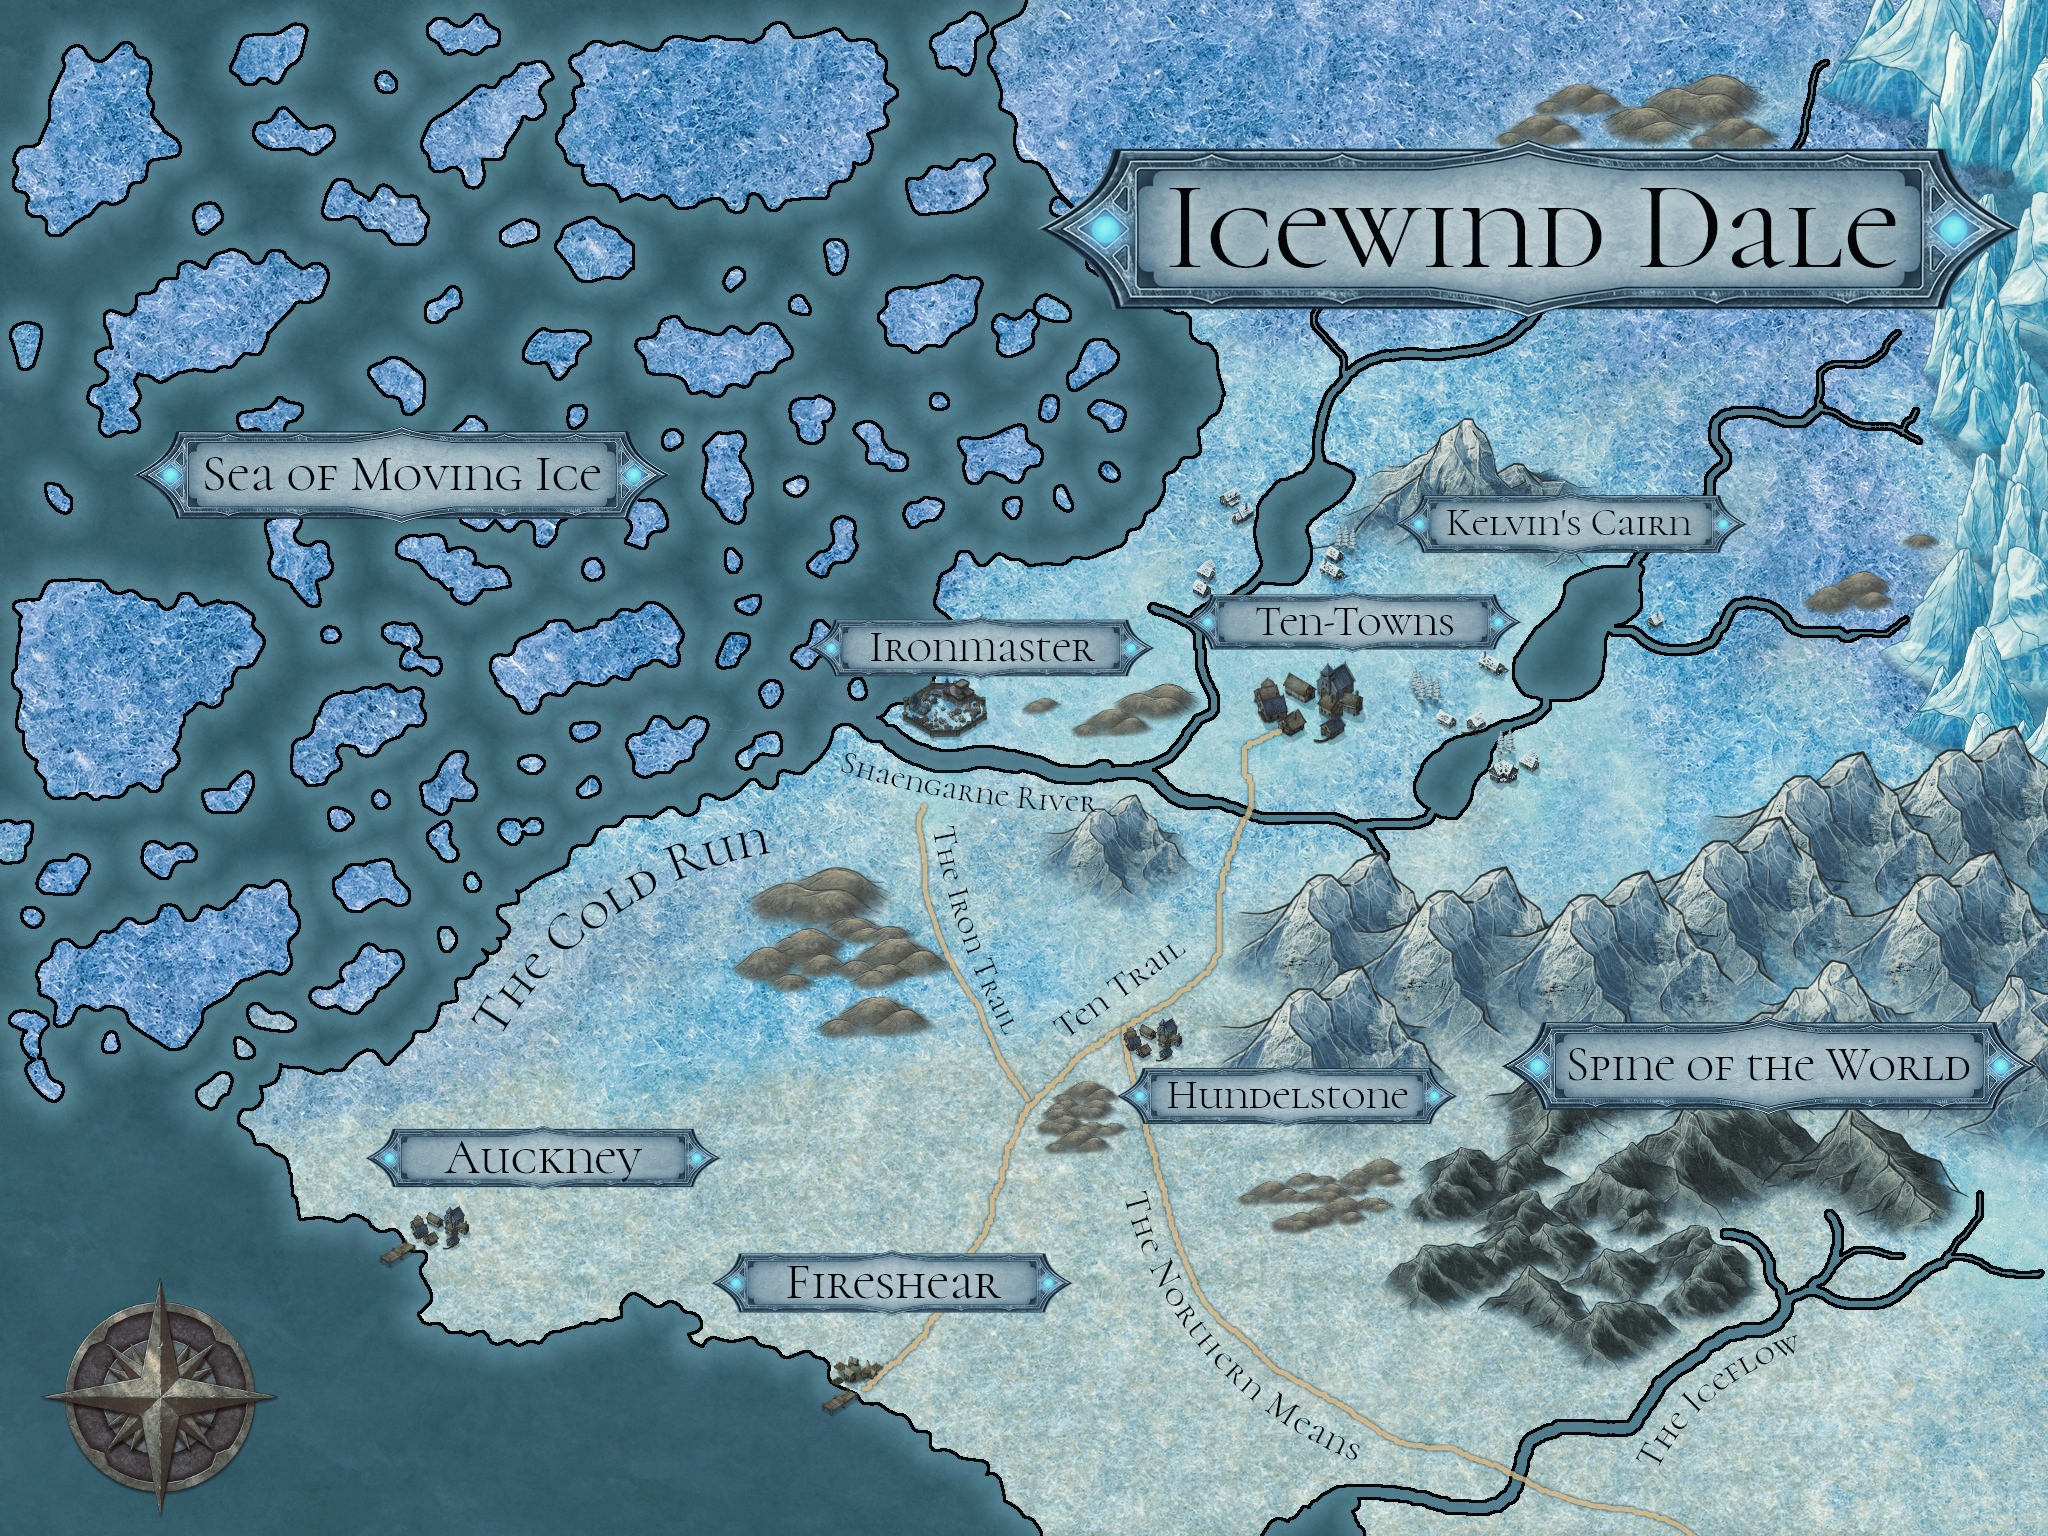 Icewind Dale
Sea of Moving Ice
Kelvin's Cairn
Ten-Towns
Ironmaster
Shaengarne River
The Cold Run
The Iron Trail
Ten Trail
Spine of the World
Hundelstone
Auckney
Fireshear
The Northern Means
The Iceflow